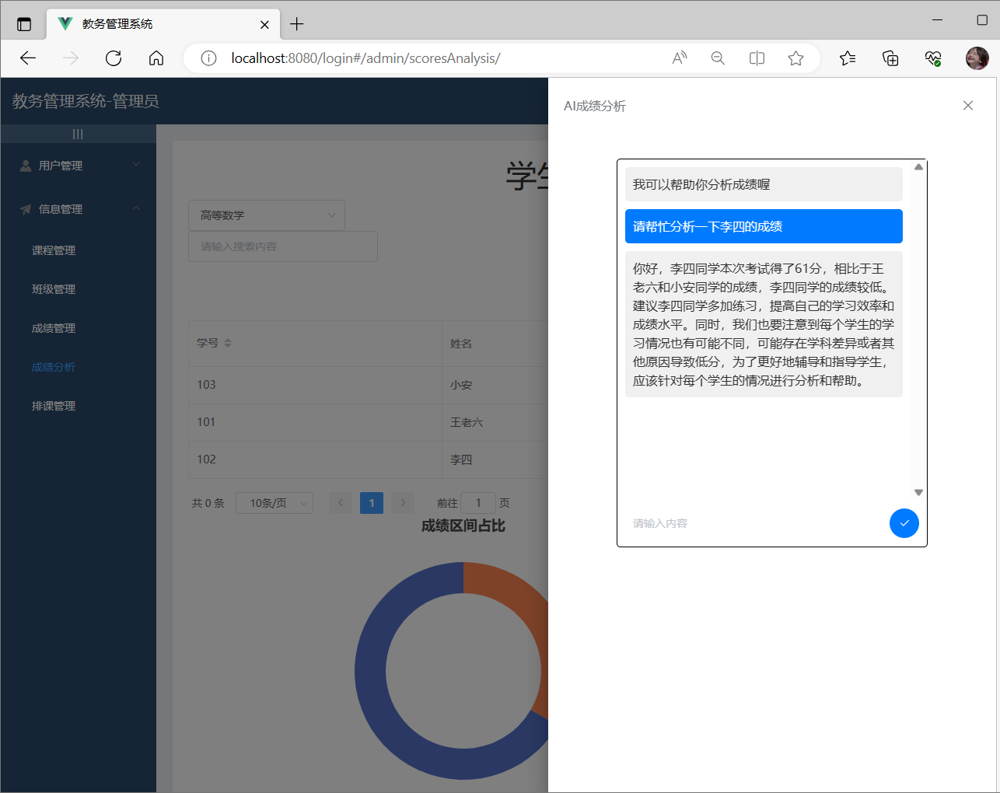 教务管理系统
localhost:8080/login#/admin/scoresAnalysis/
教务管理系统-管理员
用户管理
信息管理
课程管理
班级管理
成绩管理
成绩分析
排课管理
学生
高等数学
请输入搜索内容
学号 姓名
103 小安
101 王老六
102 李四
共 0 条 10条/页 1 前往 1 页
成绩区间占比
AI成绩分析
我可以帮助你分析成绩喔
请帮忙分析一下李四的成绩
你好，李四同学本次考试得了61分，相比于王
老六和小安同学的成绩，李四同学的成绩较低。
建议李四同学多加练习，提高自己的学习效率和
成绩水平。同时，我们也要注意到每个学生的学
习情况也有可能不同，可能存在学科差异或者其
他原因导致低分，为了更好地辅导和指导学生，
应该针对每个学生的情况进行分析和帮助。
请输入内容